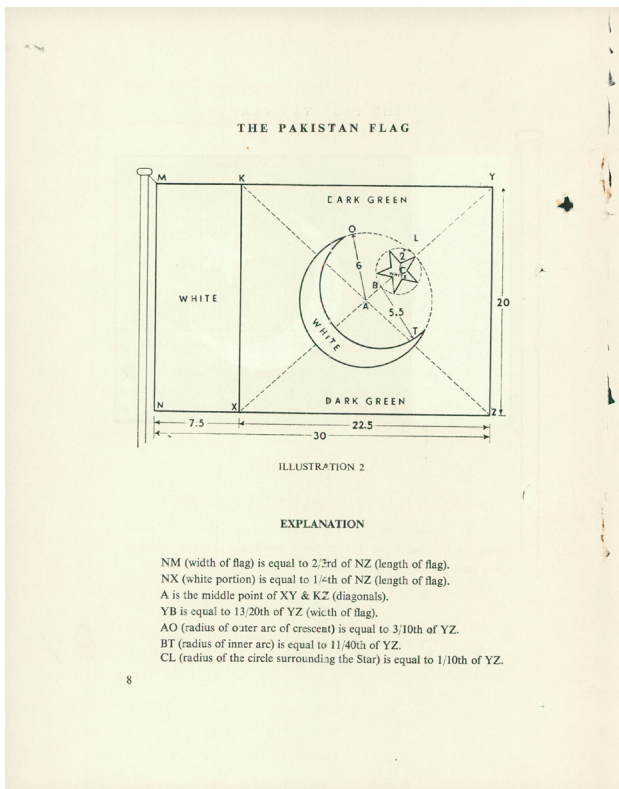 THE PAKISTAN FLAG
M
K
Y
DARK GREEN
O
L
6
2
C
WHITE
B
WHITE
A
5.5
20
T
WHITE
DARK GREEN
N
X
Z
7.5
22.5
30
ILLUSTRATION 2
EXPLANATION
NM (width of flag) is equal to 2/3rd of NZ (length of flag).
NX (white portion) is equal to 1/4th of NZ (length of flag).
A is the middle point of XY & KZ (diagonals).
YB is equal to 13/20th of YZ (width of flag).
AO (radius of outer arc of crescent) is equal to 3/10th of YZ.
BT (radius of inner arc) is equal to 11/40th of YZ.
CL (radius of the circle surrounding the Star) is equal to 1/10th of YZ.
8